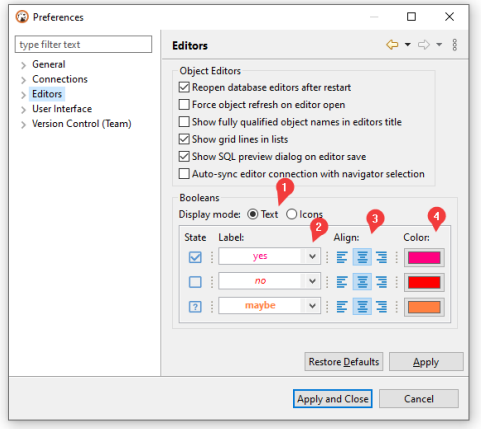 Preferences
type filter text
Editors
General
Connections
Editors
User Interface
Version Control (Team)
Object Editors
Reopen database editors after restart
Force object refresh on editor open
Show fully qualified object names in editors title
Show grid lines in lists
Show SQL preview dialog on editor save
Auto-sync editor connection with navigator selection
Booleans
1
Display mode: Text Icons
2 3 4
State Label: Align: Color:
yes
no
? maybe
Restore Defaults Apply
Apply and Close Cancel